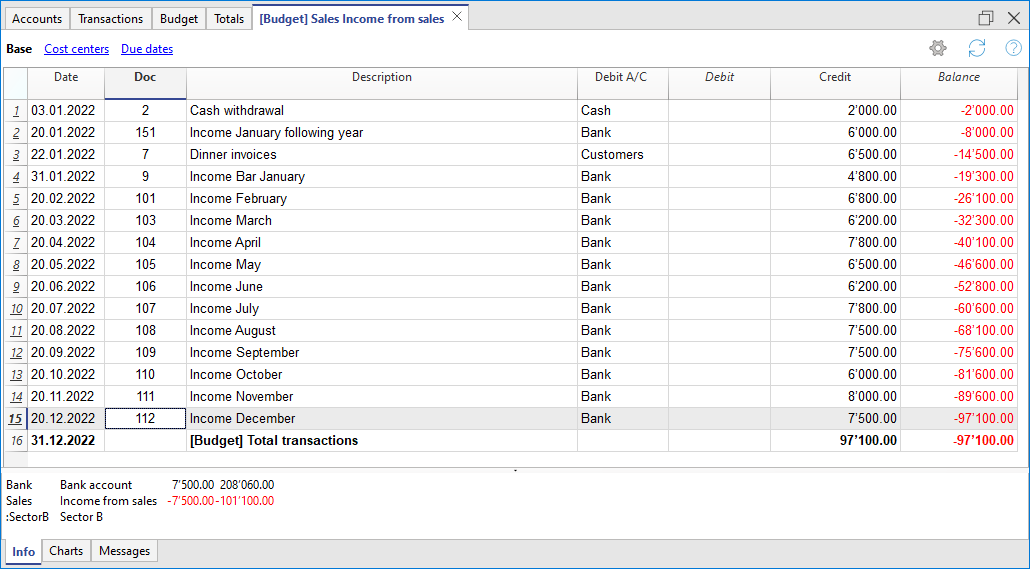 Accounts Transactions Budget Totals [Budget] Sales Income from sales
Base Cost centers Due dates
Date Doc Description Debit A/C Debit Credit Balance
1 03.01.2022 2 Cash withdrawal Cash 2'000.00 -2'000.00
2 20.01.2022 151 Income January following year Bank 6'000.00 -8'000.00
3 22.01.2022 7 Dinner invoices Customers 6'500.00 -14'500.00
4 31.01.2022 9 Income Bar January Bank 4'800.00 -19'300.00
5 20.02.2022 101 Income February Bank 6'800.00 -26'100.00
6 20.03.2022 103 Income March Bank 6'200.00 -32'300.00
7 20.04.2022 104 Income April Bank 7'800.00 -40'100.00
8 20.05.2022 105 Income May Bank 6'500.00 -46'600.00
9 20.06.2022 106 Income June Bank 6'200.00 -52'800.00
10 20.07.2022 107 Income July Bank 7'800.00 -60'600.00
11 20.08.2022 108 Income August Bank 7'500.00 -68'100.00
12 20.09.2022 109 Income September Bank 7'500.00 -75'600.00
13 20.10.2022 110 Income October Bank 6'000.00 -81'600.00
14 20.11.2022 111 Income November Bank 8'000.00 -89'600.00
15 20.12.2022 112 Income December Bank 7'500.00 -97'100.00
16 31.12.2022 [Budget] Total transactions 97'100.00 -97'100.00
Bank Bank account 7'500.00 208'060.00
Sales Income from sales -7'500.00 -101'100.00
:SectorB Sector B
Info Charts Messages